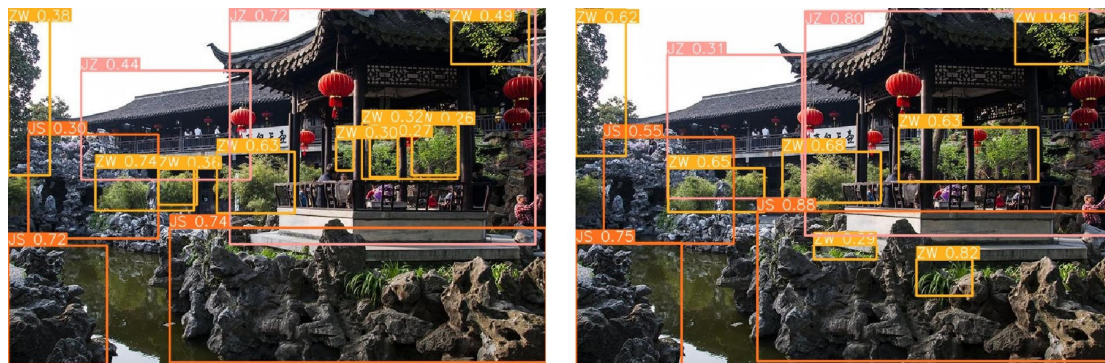 ZW 0.38
JZ 0.72
ZW 0.49
JZ 0.44
ZW 0.32
0.26
ZW 0.30
0.27
JS 0.30
ZW 0.74
ZW 0.36
ZW 0.63
JS 0.74
JS 0.72
ZW 0.62
JZ 0.80
ZW 0.46
JZ 0.31
ZW 0.63
JS 0.55
ZW 0.68
ZW 0.65
JS 0.88
JS 0.75
ZW 0.29
ZW 0.82